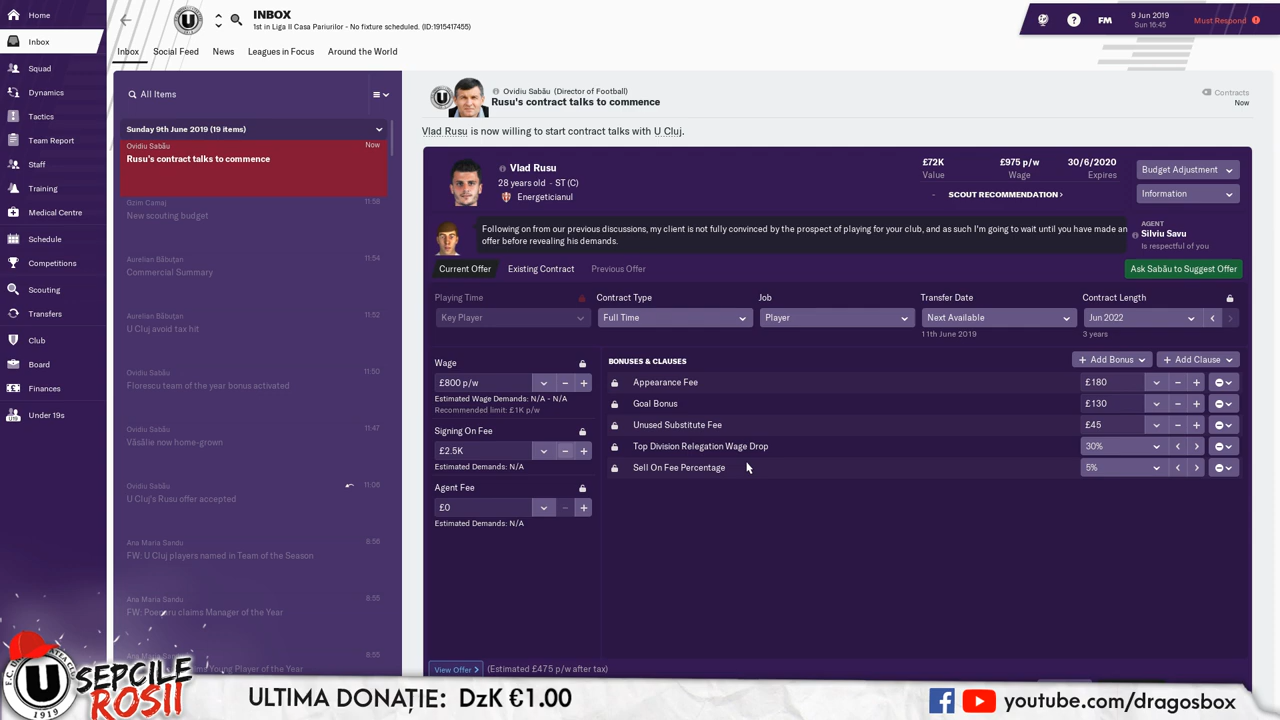 Home
INBOX
1st in Liga II Casa Pariurilor - No fixture scheduled. (ID:1915417455)
FM
9 Jun 2019
Sun 16:45
Must Respond
Inbox
Squad
Dynamics
Tactics
Team Report
Staff
Training
Medical Centre
Schedule
Competitions
Scouting
Transfers
Club
Board
Finances
Under 19s
Inbox
Social Feed
News
Leagues in Focus
Around the World
All Items
Sunday 9th June 2019 (19 items)
Ovidiu Sabău
Now
Rusu's contract talks to commence
Gzim Camaj
11:58
New scouting budget
Aurelian Băbuțan
11:54
Commercial Summary
Aurelian Băbuțan
11:52
U Cluj avoid tax hit
Ovidiu Sabău
11:50
Florescu team of the year bonus activated
Ovidiu Sabău
11:47
Vâsâlie now home-grown
Ovidiu Sabău
11:06
U Cluj's Rusu offer accepted
Ana Maria Sandu
8:56
FW: U Cluj players named in Team of the Season
Ana Maria Sandu
8:55
8:55
Young Player of the Year
Ovidiu Sabău (Director of Football)
Rusu's contract talks to commence
Contracts
Now
Vlad Rusu is now willing to start contract talks with U Cluj.
Vlad Rusu
28 years old - ST (C)
Energeticianul
£72K
Value
£975 p/w
Wage
30/6/2020
Expires
- SCOUT RECOMMENDATION >
Budget Adjustment
Information
Following on from our previous discussions, my client is not fully convinced by the prospect of playing for your club, and as such I'm going to wait until you have made an
offer before revealing his demands.
AGENT
Silviu Savu
Is respectful of you
Current Offer
Existing Contract
Previous Offer
Ask Sabău to Suggest Offer
Playing Time
Key Player
Contract Type
Full Time
Job
Player
Transfer Date
Next Available
11th June 2019
Contract Length
Jun 2022
3 years
Wage
£800 p/w
Estimated Wage Demands: N/A - N/A
Recommended limit: £1K p/w
Signing On Fee
£2.5K
Estimated Demands: N/A
Agent Fee
£0
Estimated Demands: N/A
BONUSES & CLAUSES
Add Bonus
Add Clause
Appearance Fee
£180
Goal Bonus
£130
Unused Substitute Fee
£45
Top Division Relegation Wage Drop
30%
Sell On Fee Percentage
5%
View Offer >
(Estimated £475 p/w after tax)
U
1919
SEPCILE
ROSII
ULTIMA DONAȚIE: DzK €1.00
youtube.com/dragosbox